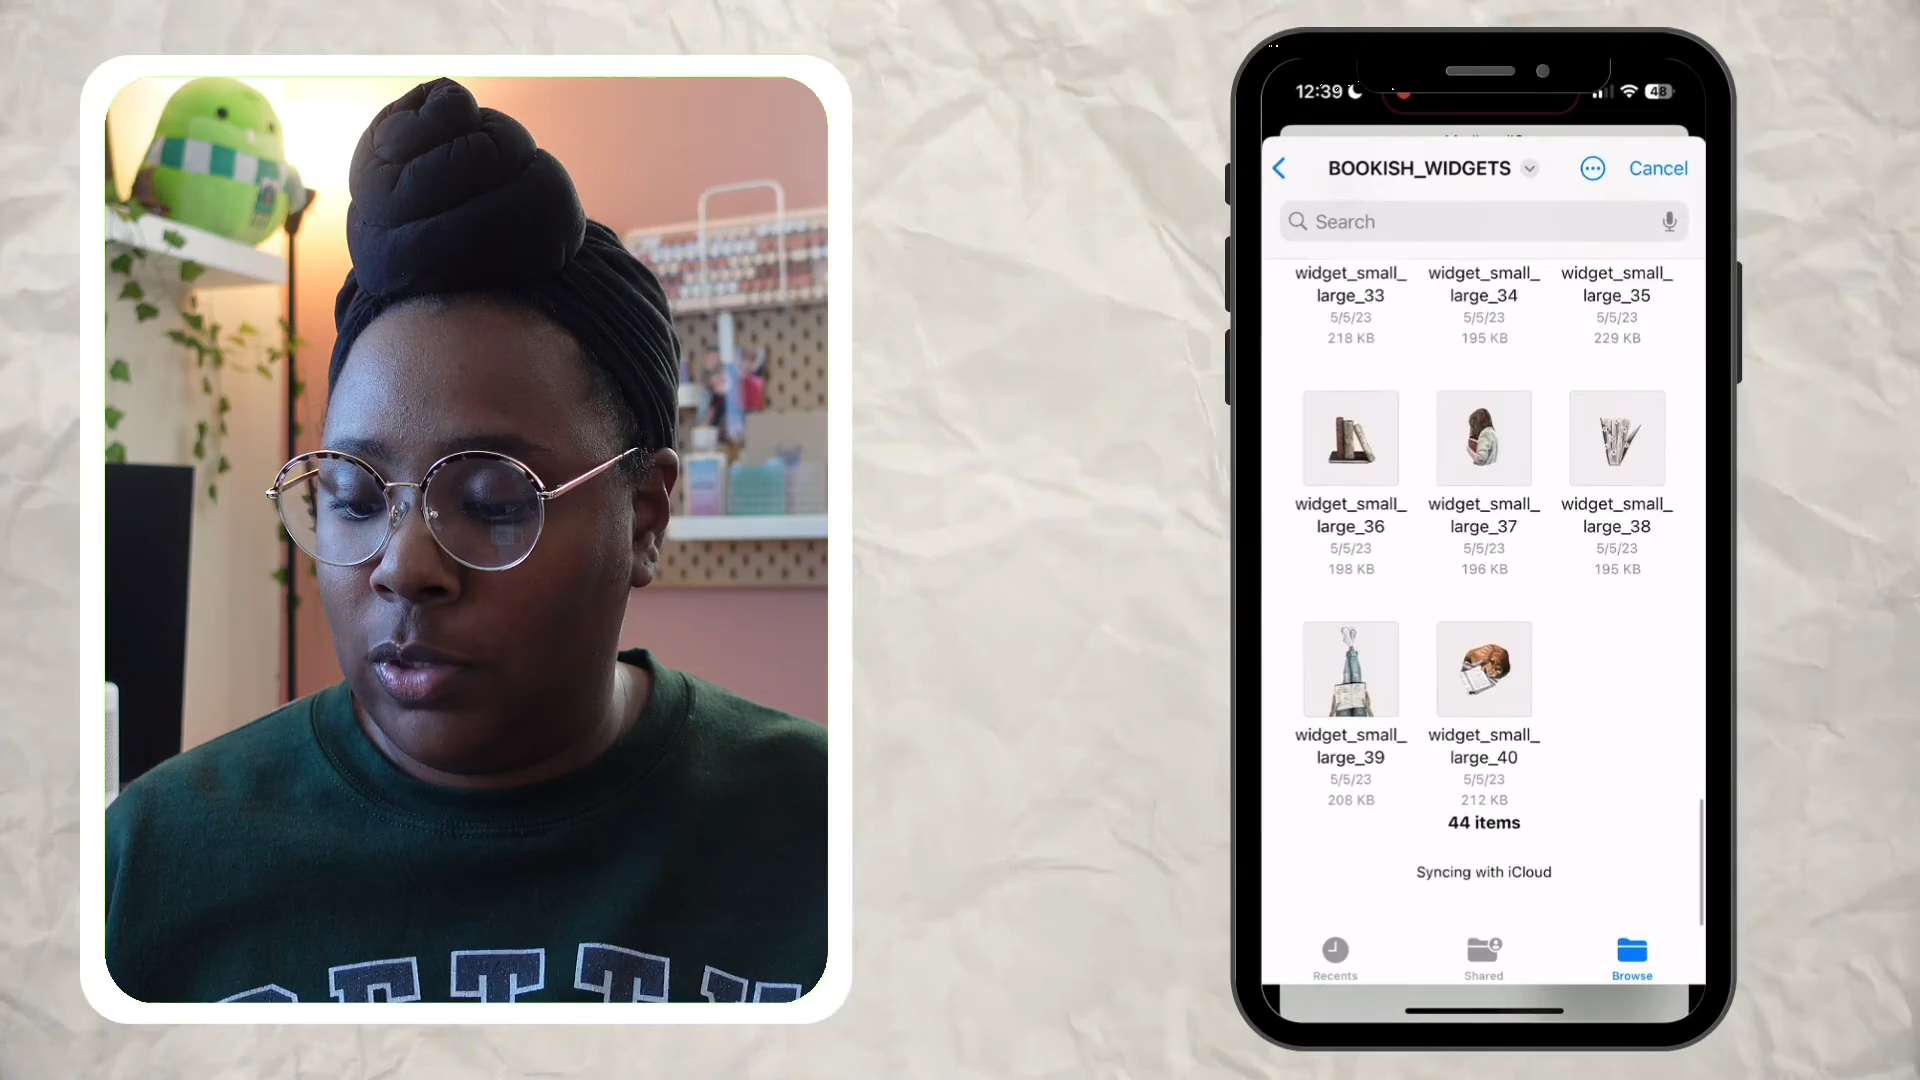 12:39
48
BOOKISH_WIDGETS
Cancel
Search
widget_small_ widget_small_ widget_small_
large_33 large_34 large_35
5/5/23 5/5/23 5/5/23
218 KB 195 KB 229 KB
widget_small_ widget_small_ widget_small_
large_36 large_37 large_38
5/5/23 5/5/23 5/5/23
198 KB 196 KB 195 KB
widget_small_ widget_small_
large_39 large_40
5/5/23 5/5/23
208 KB 212 KB
44 items
Syncing with iCloud
Recents Shared Browse